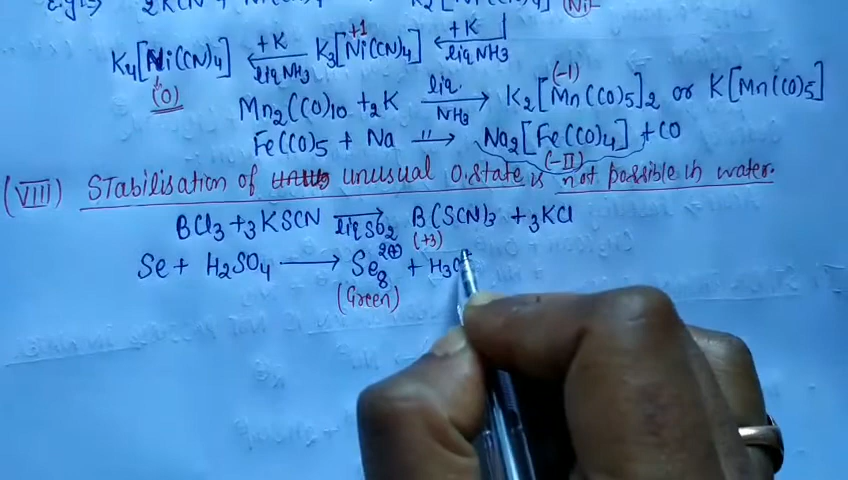 K₄[Ni(CN)₄] ←(+K / liq NH₃) K₃[Ni(CN)₄] ←(+K / liq NH₃)
+1
(0)
(-1)
Mn₂(CO)₁₀ + 2K —(liq. / NH₃)→ K₂[Mn(CO)₅]₂ or K[Mn(CO)₅]
Fe(CO)₅ + Na —"→ Na₂[Fe(CO)₄] + CO
(-II)
(VIII) Stabilisation of unusual O.state is not possible in water.
BCl₃ + 3KSCN —(liq SO₂)→ B(SCN)₃ + 3KCl
(+3)
Se + H₂SO₄ → Se₈²⁺ + H₃O
(Green)